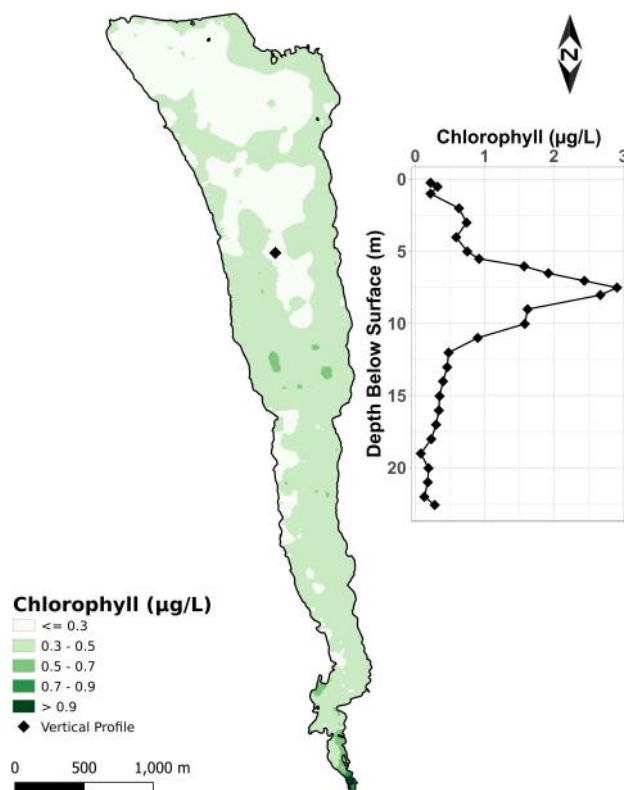 N
Chlorophyll (µg/L)
0 1 2 3
0
5
10
15
20
Depth Below Surface (m)
Chlorophyll (µg/L)
<= 0.3
0.3 - 0.5
0.5 - 0.7
0.7 - 0.9
> 0.9
Vertical Profile
0 500 1,000 m